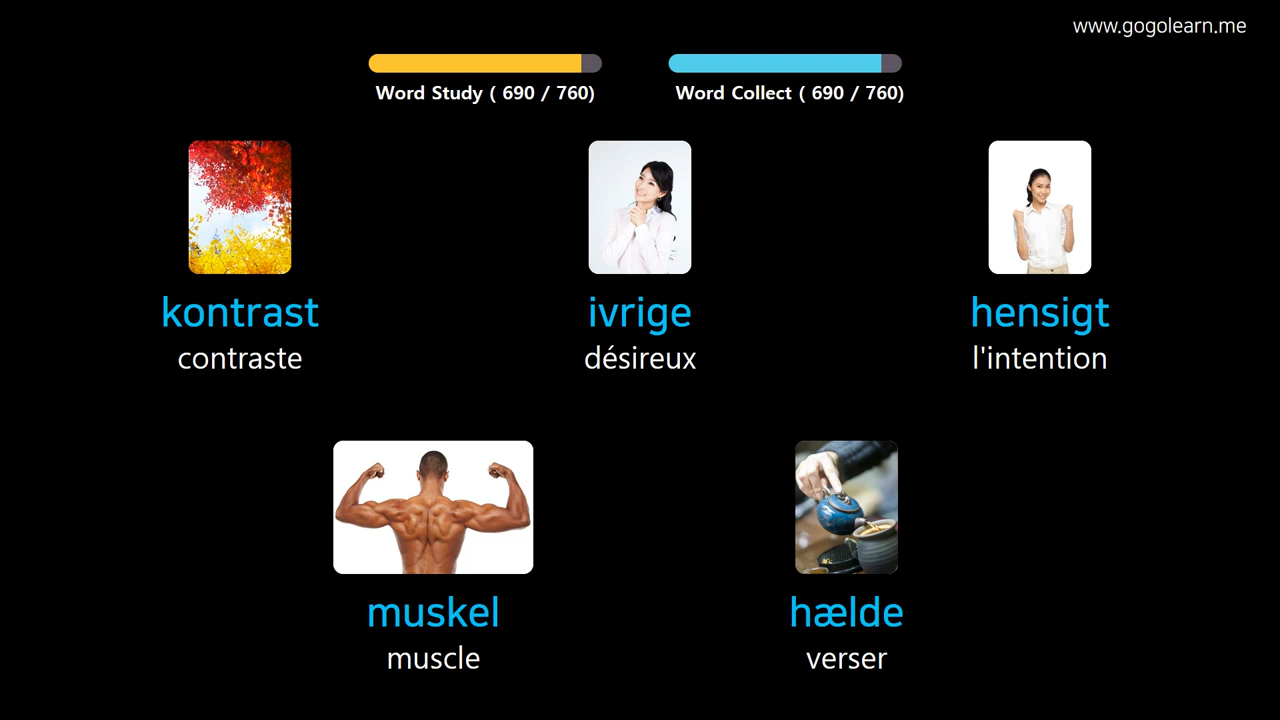 www.gogolearn.me
Word Study ( 690 / 760)
Word Collect ( 690 / 760)
kontrast
contraste
ivrige
désireux
hensigt
l'intention
muskel
muscle
hælde
verser